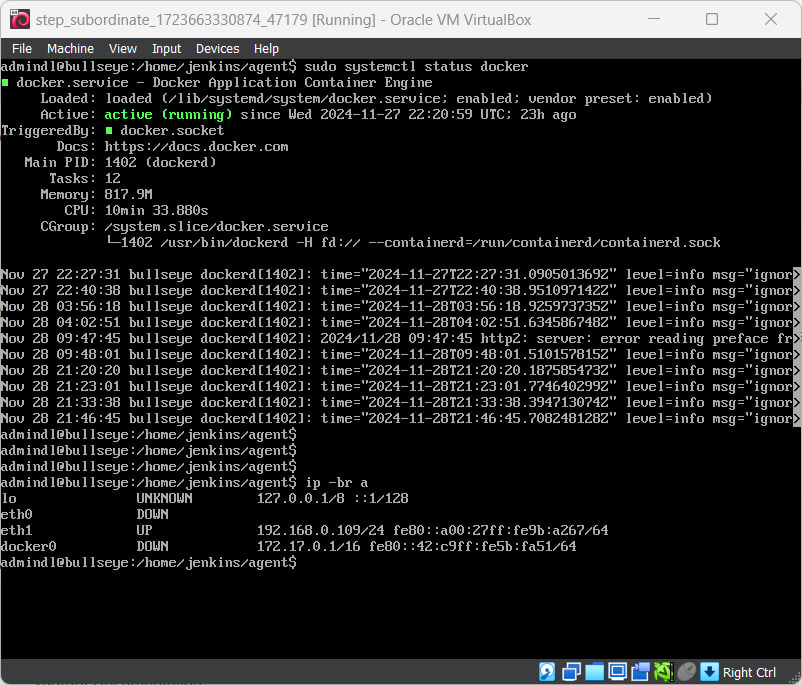 step_subordinate_1723663330874_47179 [Running] - Oracle VM VirtualBox
File Machine View Input Devices Help
admindl@bullseye:/home/jenkins/agent$ sudo systemctl status docker
docker.service - Docker Application Container Engine
Loaded: loaded (/lib/systemd/system/docker.service; enabled; vendor preset: enabled)
Active: active (running) since Wed 2024-11-27 22:20:59 UTC; 23h ago
TriggeredBy: docker.socket
Docs: https://docs.docker.com
Main PID: 1402 (dockerd)
Tasks: 12
Memory: 817.9M
CPU: 10min 33.880s
CGroup: /system.slice/docker.service
└─1402 /usr/bin/dockerd -H fd:// --containerd=/run/containerd/containerd.sock
Nov 27 22:27:31 bullseye dockerd[1402]: time="2024-11-27T22:27:31.090501369Z" level=info msg="ignor>
Nov 27 22:40:38 bullseye dockerd[1402]: time="2024-11-27T22:40:38.951097142Z" level=info msg="ignor>
Nov 28 03:56:18 bullseye dockerd[1402]: time="2024-11-28T03:56:18.925973735Z" level=info msg="ignor>
Nov 28 04:02:51 bullseye dockerd[1402]: time="2024-11-28T04:02:51.634586748Z" level=info msg="ignor>
Nov 28 09:47:45 bullseye dockerd[1402]: 2024/11/28 09:47:45 http2: server: error reading preface fr>
Nov 28 09:48:01 bullseye dockerd[1402]: time="2024-11-28T09:48:01.510157815Z" level=info msg="ignor>
Nov 28 21:20:20 bullseye dockerd[1402]: time="2024-11-28T21:20:20.187585473Z" level=info msg="ignor>
Nov 28 21:23:01 bullseye dockerd[1402]: time="2024-11-28T21:23:01.774640299Z" level=info msg="ignor>
Nov 28 21:33:38 bullseye dockerd[1402]: time="2024-11-28T21:33:38.394713074Z" level=info msg="ignor>
Nov 28 21:46:45 bullseye dockerd[1402]: time="2024-11-28T21:46:45.708248128Z" level=info msg="ignor>
admindl@bullseye:/home/jenkins/agent$
admindl@bullseye:/home/jenkins/agent$
admindl@bullseye:/home/jenkins/agent$
admindl@bullseye:/home/jenkins/agent$ ip -br a
lo UNKNOWN 127.0.0.1/8 ::1/128
eth0 DOWN
eth1 UP 192.168.0.109/24 fe80::a00:27ff:fe9b:a267/64
docker0 DOWN 172.17.0.1/16 fe80::42:c9ff:fe5b:fa51/64
admindl@bullseye:/home/jenkins/agent$
Right Ctrl